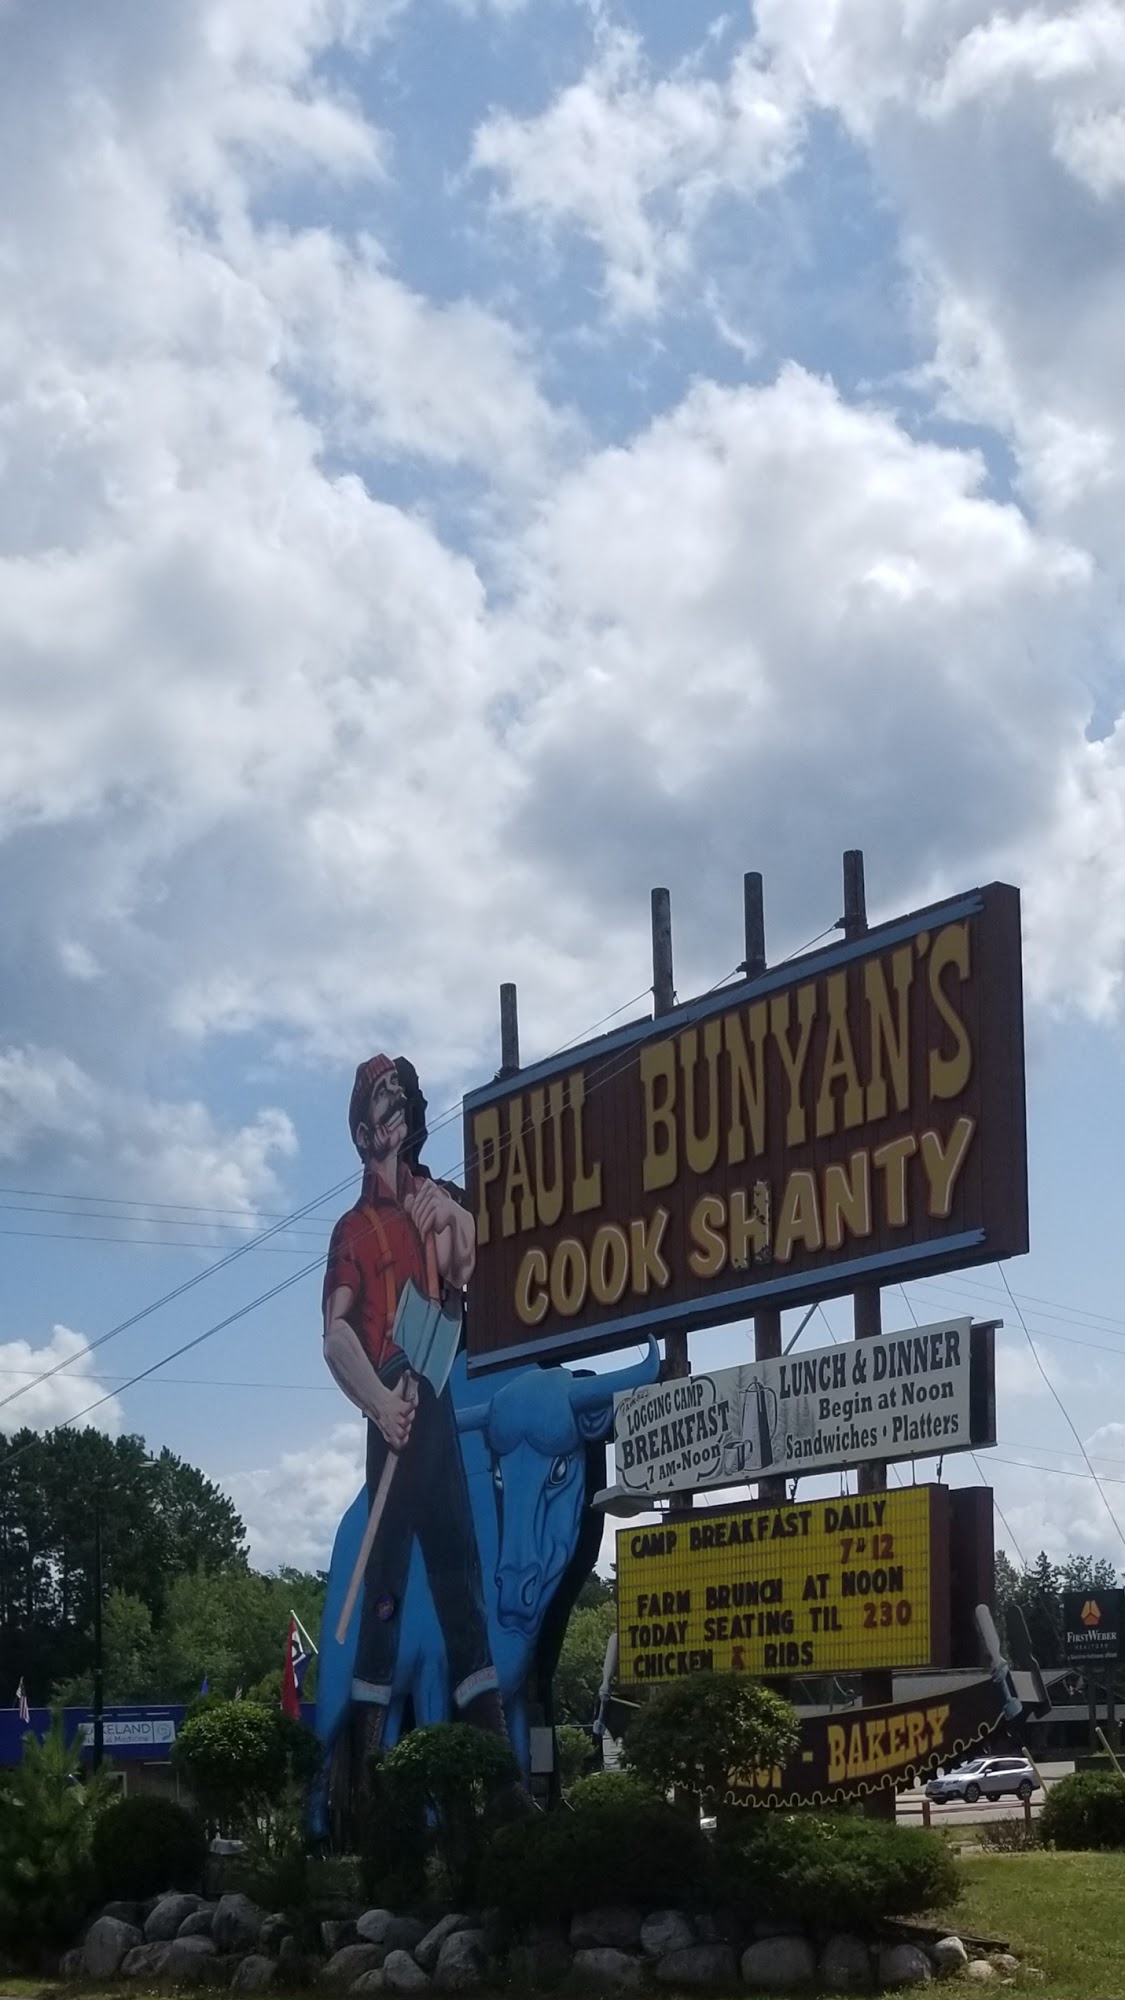 PAUL BUNYAN'S
COOK SHANTY
LOGGING CAMP
BREAKFAST
7 AM-Noon
LUNCH & DINNER
Begin at Noon
Sandwiches • Platters
CAMP BREAKFAST DAILY
7 12
FARM BRUNCH AT NOON
TODAY SEATING TIL 230
CHICKEN & RIBS
- BAKERY
FIRST WEBER